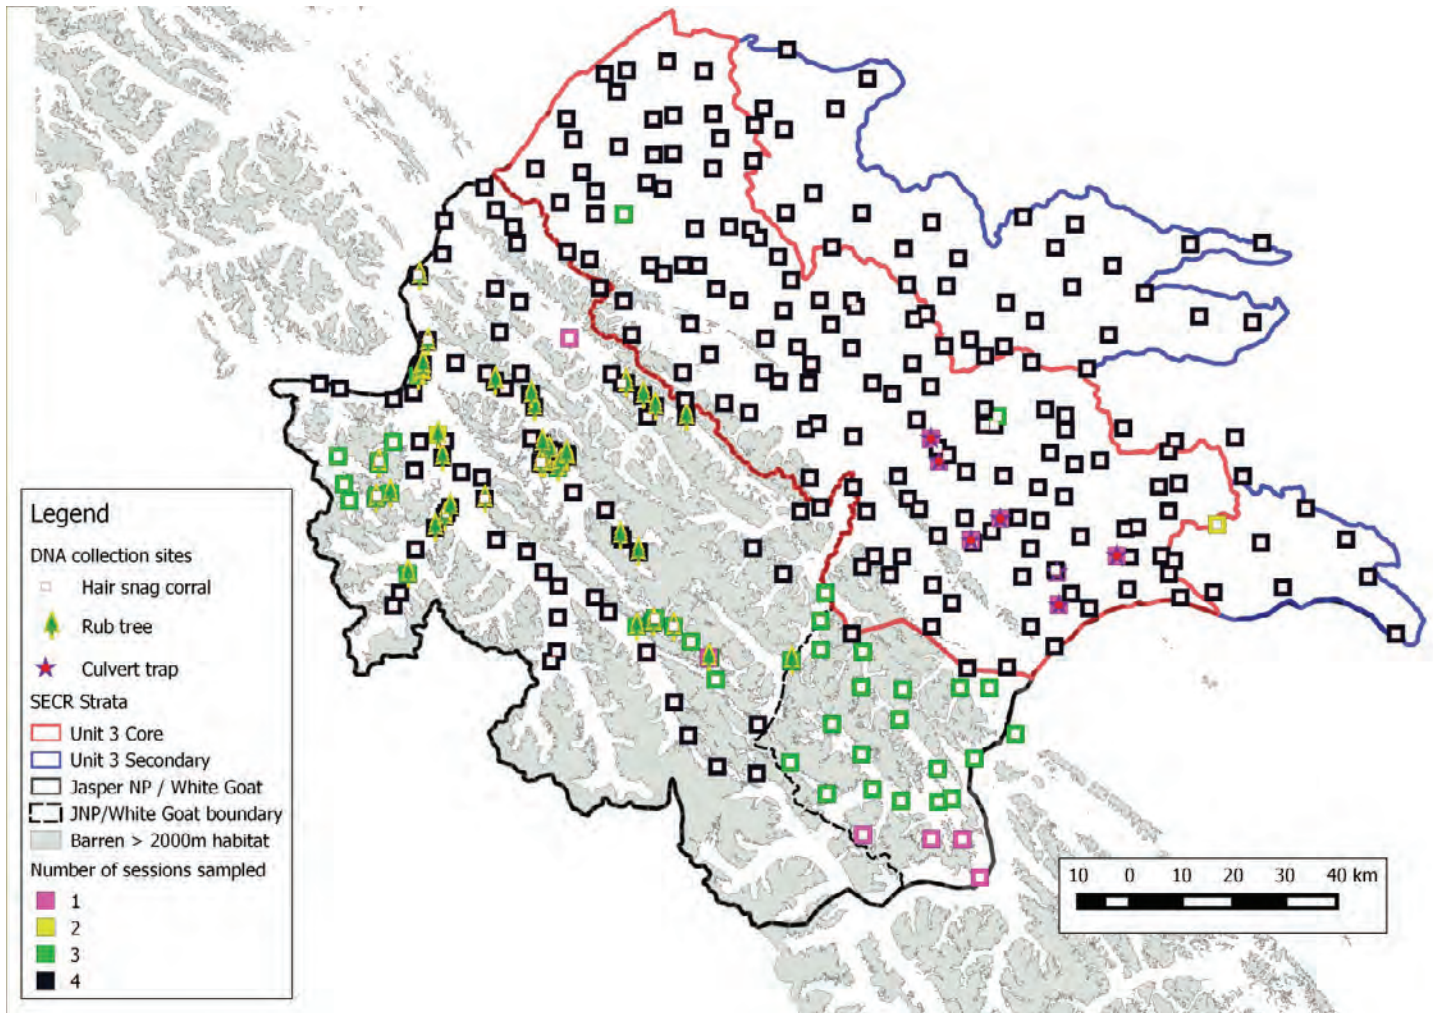 Legend
DNA collection sites
Hair snag corral
Rub tree
Culvert trap
SECR Strata
Unit 3 Core
Unit 3 Secondary
Jasper NP / White Goat
JNP/White Goat boundary
Barren > 2000m habitat
Number of sessions sampled
1
2
3
4
10 0 10 20 30 40 km